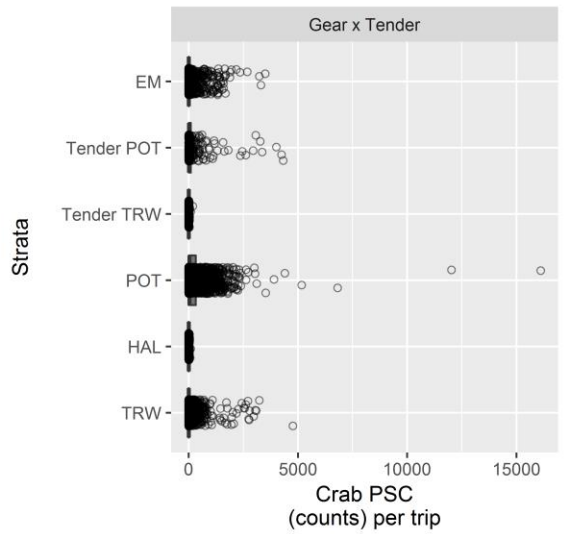 Gear x Tender
Strata
EM
Tender POT
Tender TRW
POT
HAL
TRW
0 5000 10000 15000
Crab PSC
(counts) per trip